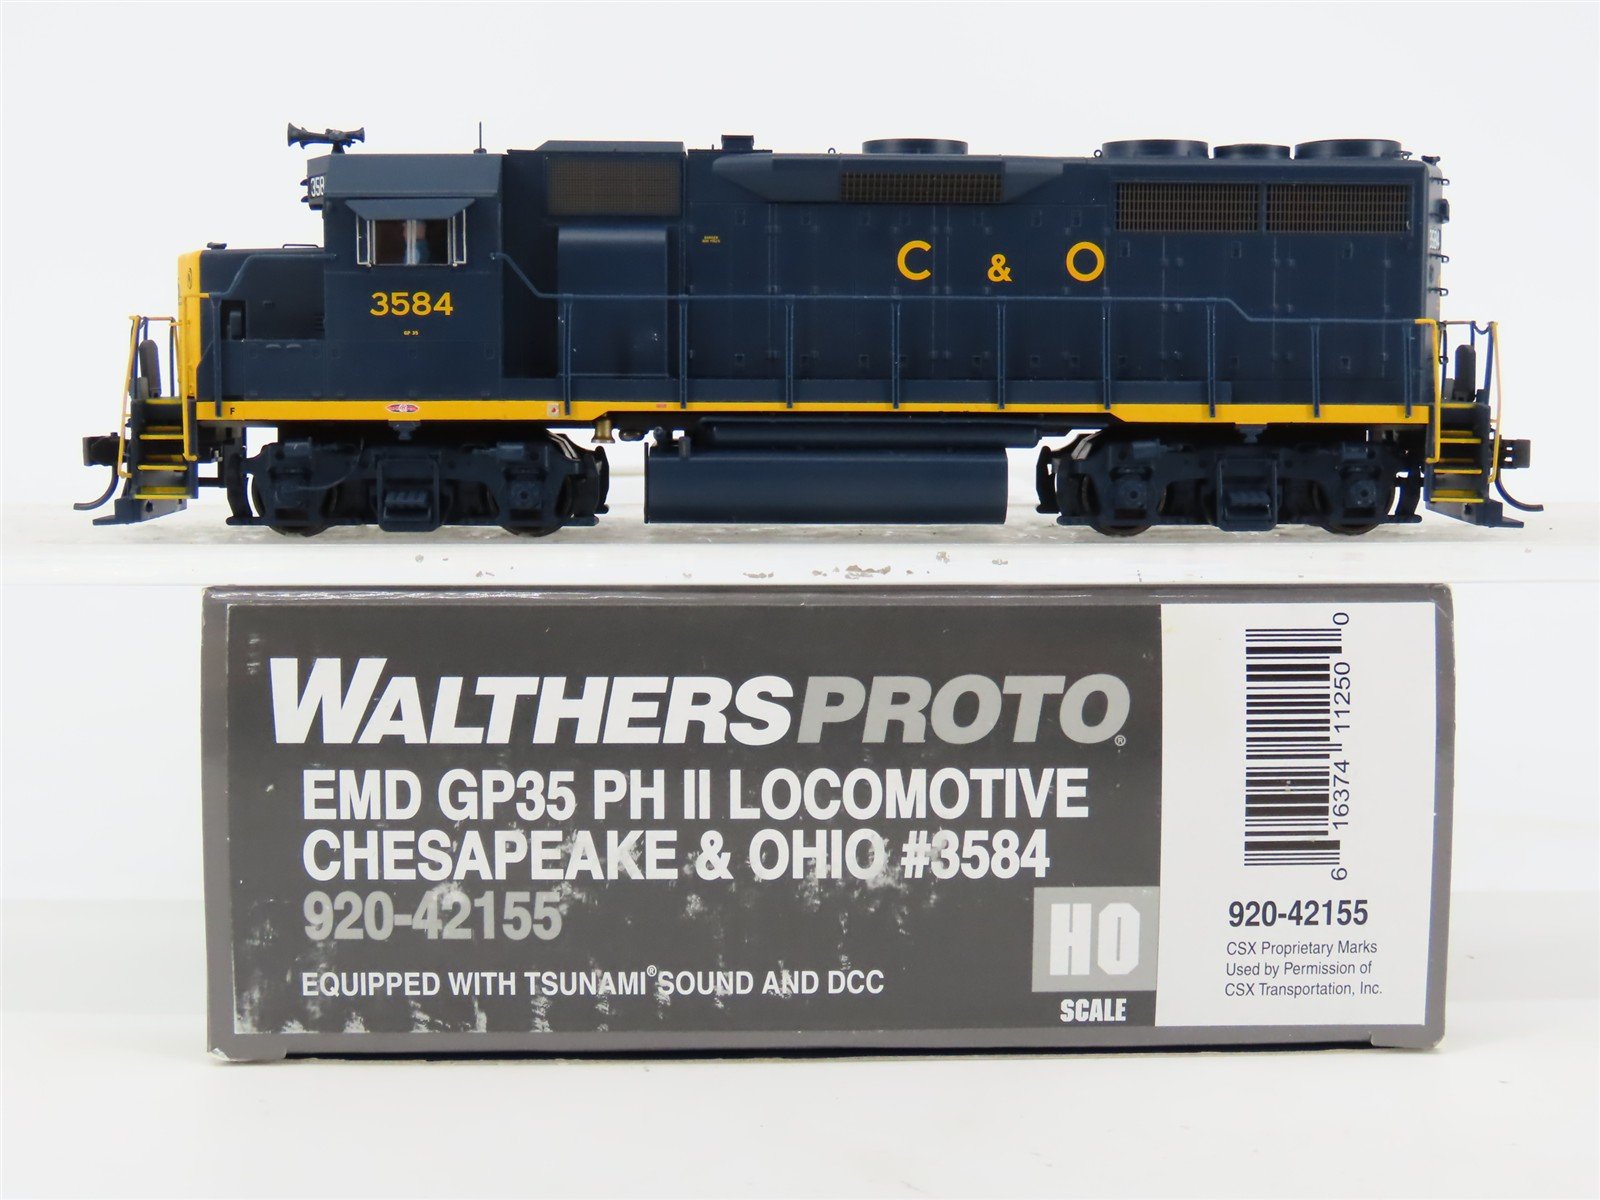 358
3584
GP 35
C & O
3584
F
WALTHERSPROTO®
EMD GP35 PH II LOCOMOTIVE
CHESAPEAKE & OHIO #3584
920-42155
EQUIPPED WITH TSUNAMI® SOUND AND DCC
HO
SCALE
6 16374 11250 0
920-42155
CSX Proprietary Marks
Used by Permission of
CSX Transportation, Inc.